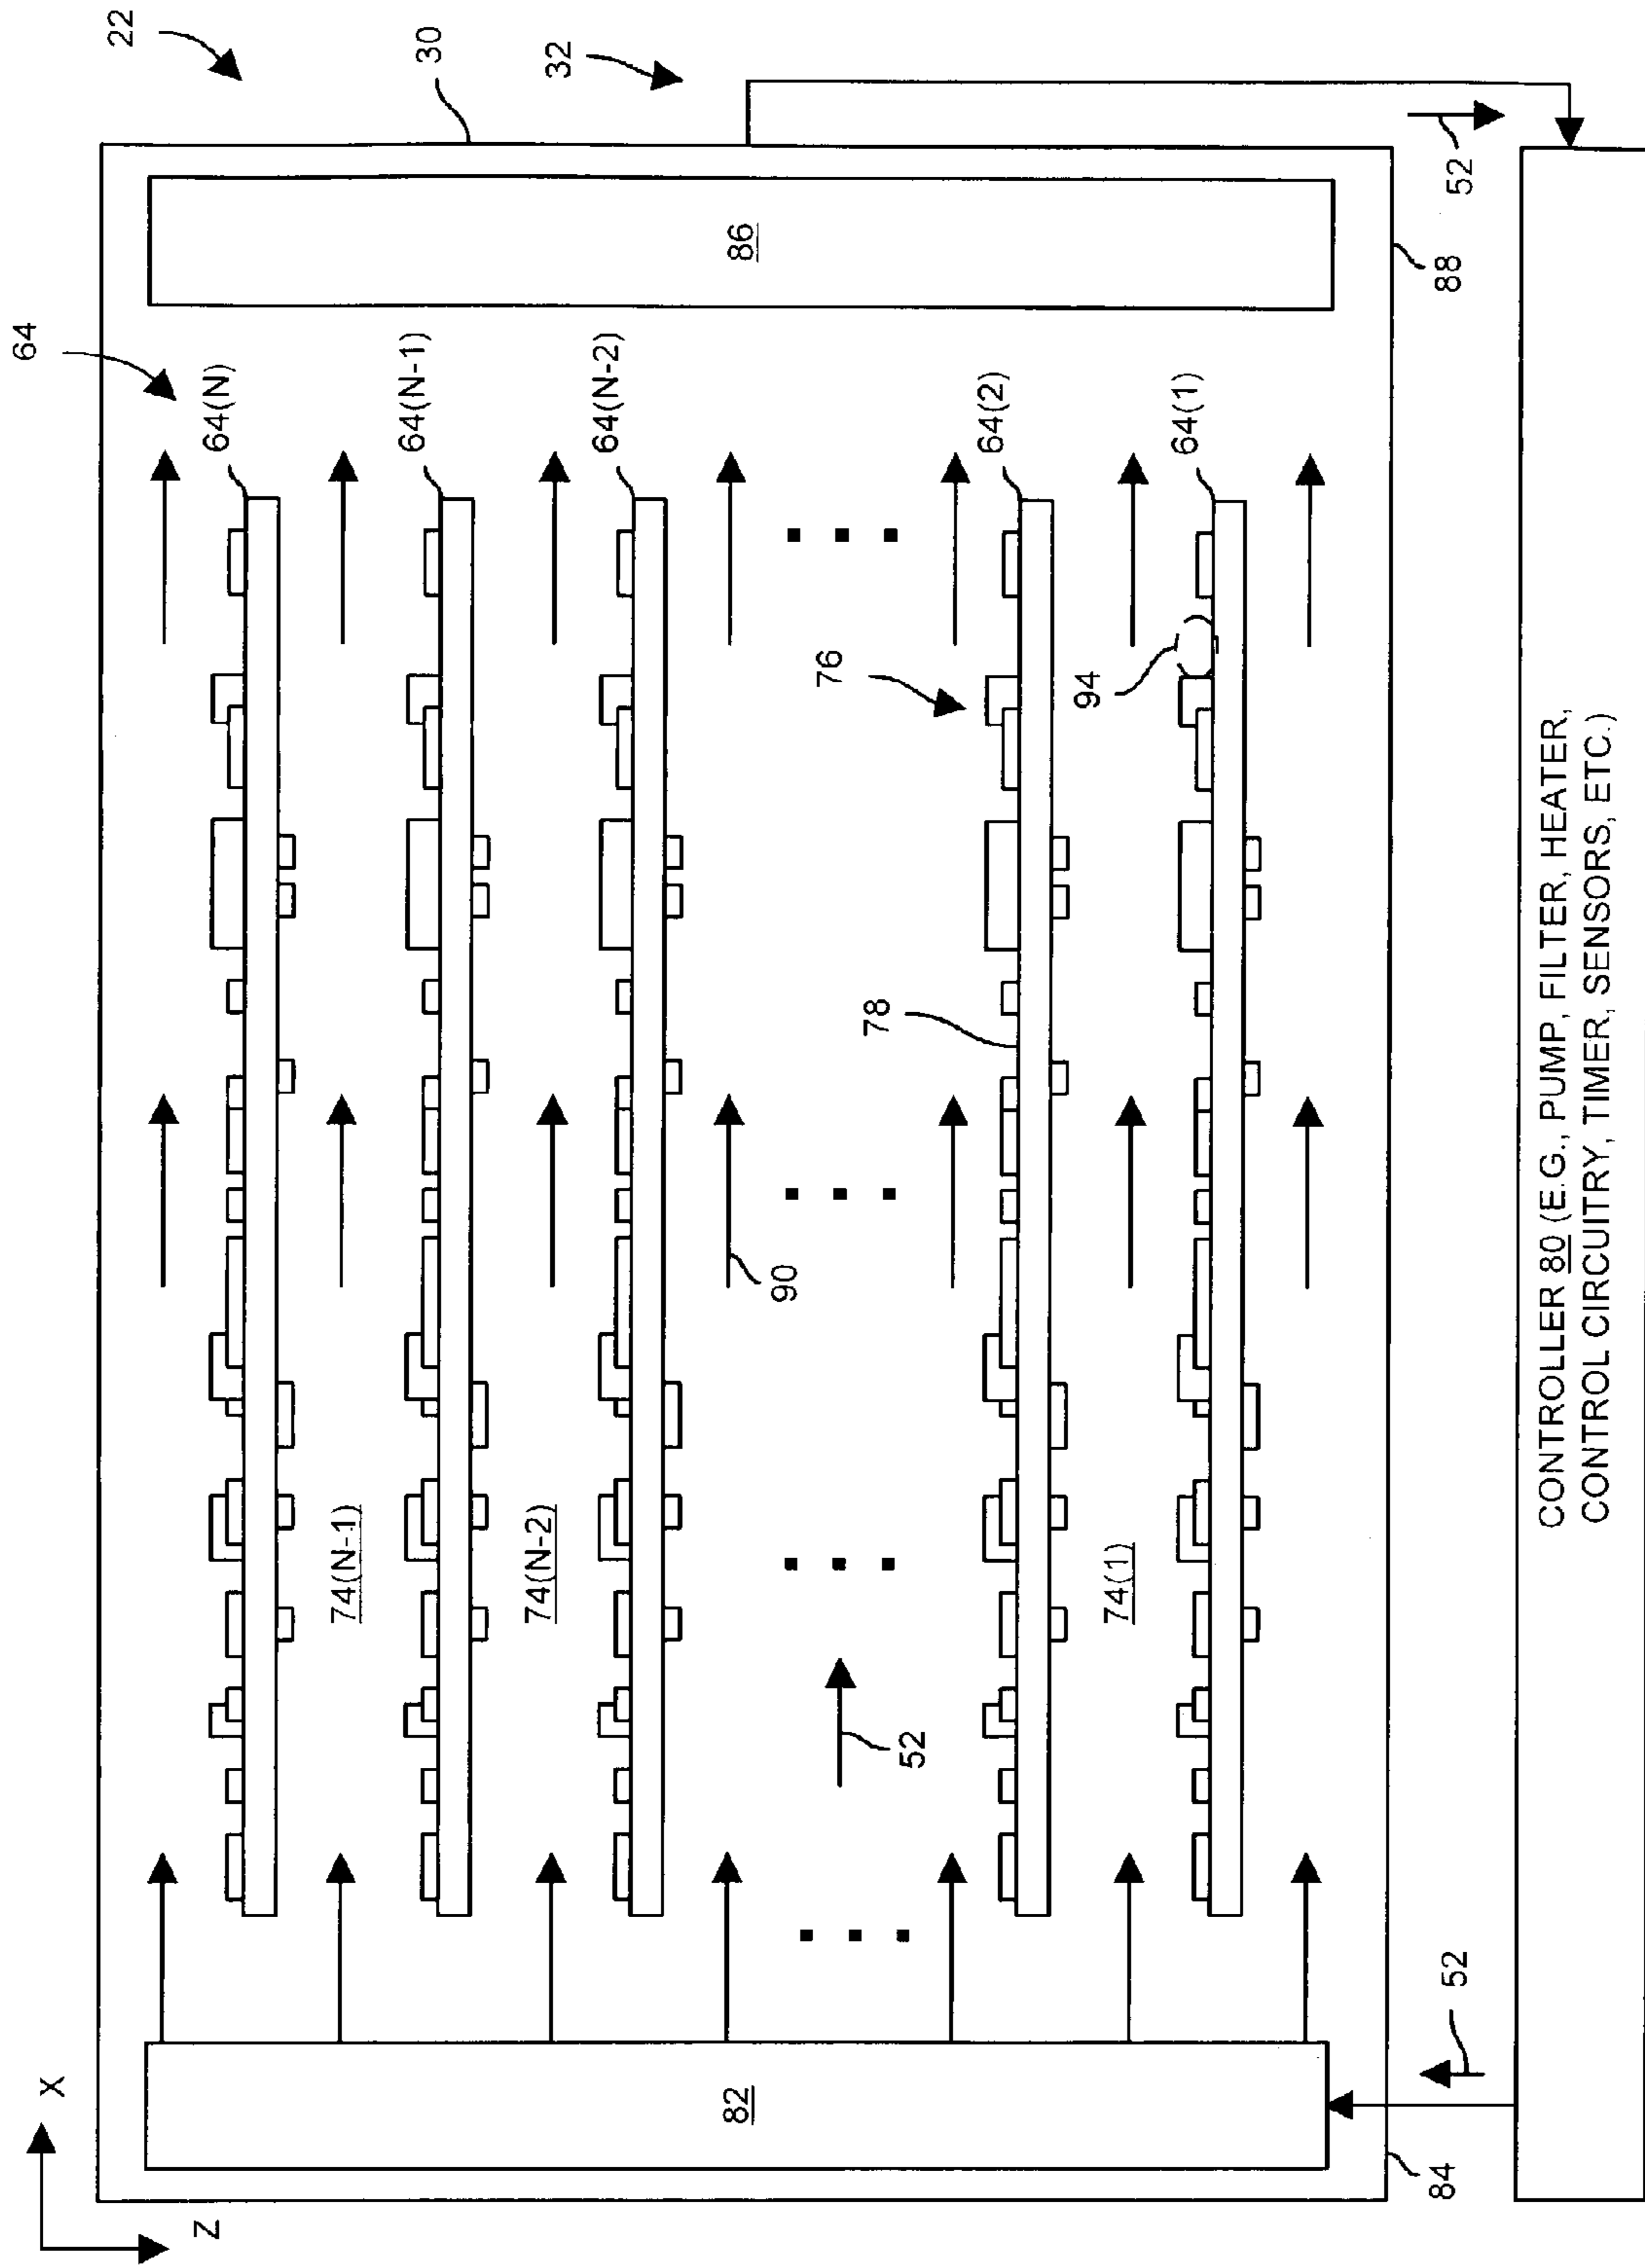 22
30
32
64
64(N)
64(N-1)
64(N-2)
64(2)
64(1)
86
88
52
76
94
78
90
74(N-1)
74(N-2)
74(1)
52
82
84
52
X
Z
CONTROLLER 80 (E.G., PUMP, FILTER, HEATER,
CONTROL CIRCUITRY, TIMER, SENSORS, ETC.)